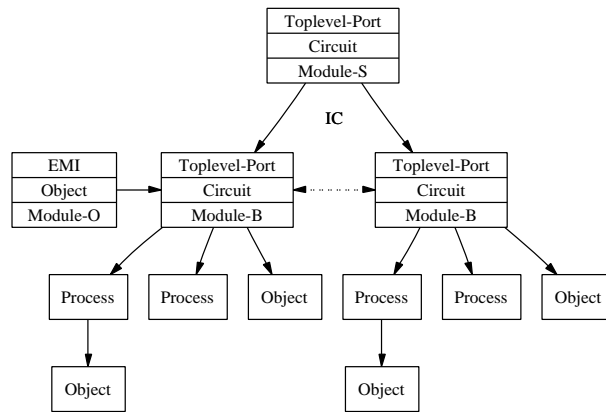 Toplevel-Port
Circuit
Module-S
IC
EMI
Object
Module-O
Toplevel-Port
Circuit
Module-B
Toplevel-Port
Circuit
Module-B
Process
Process
Object
Process
Process
Object
Object
Object